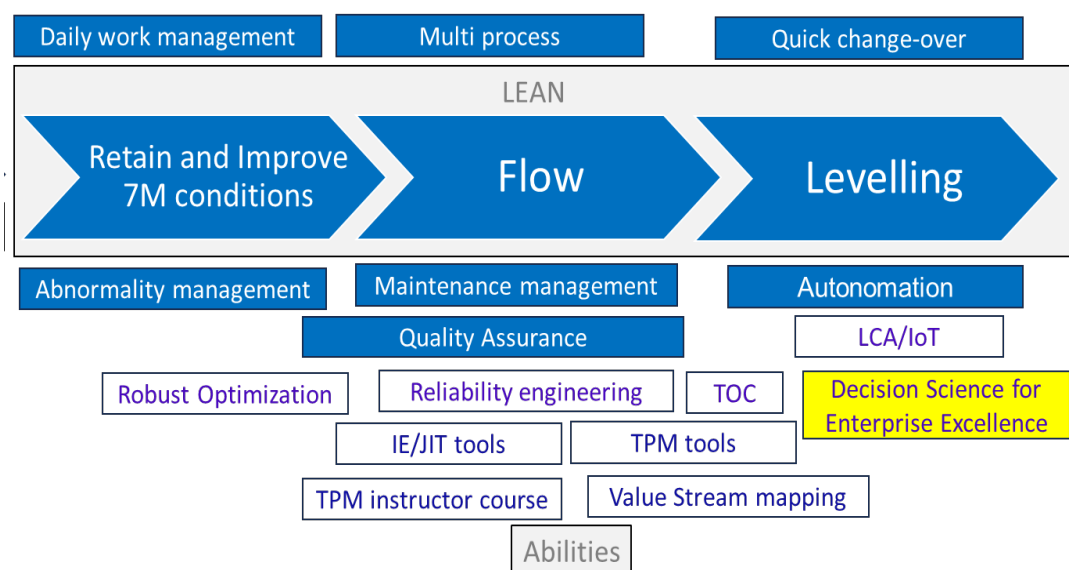 Daily work management
Multi process
Quick change-over
LEAN
Retain and Improve
7M conditions
Flow
Levelling
Abnormality management
Maintenance management
Autonomation
Quality Assurance
LCA/IoT
Robust Optimization
Reliability engineering
TOC
Decision Science for
Enterprise Excellence
IE/JIT tools
TPM tools
TPM instructor course
Value Stream mapping
Abilities